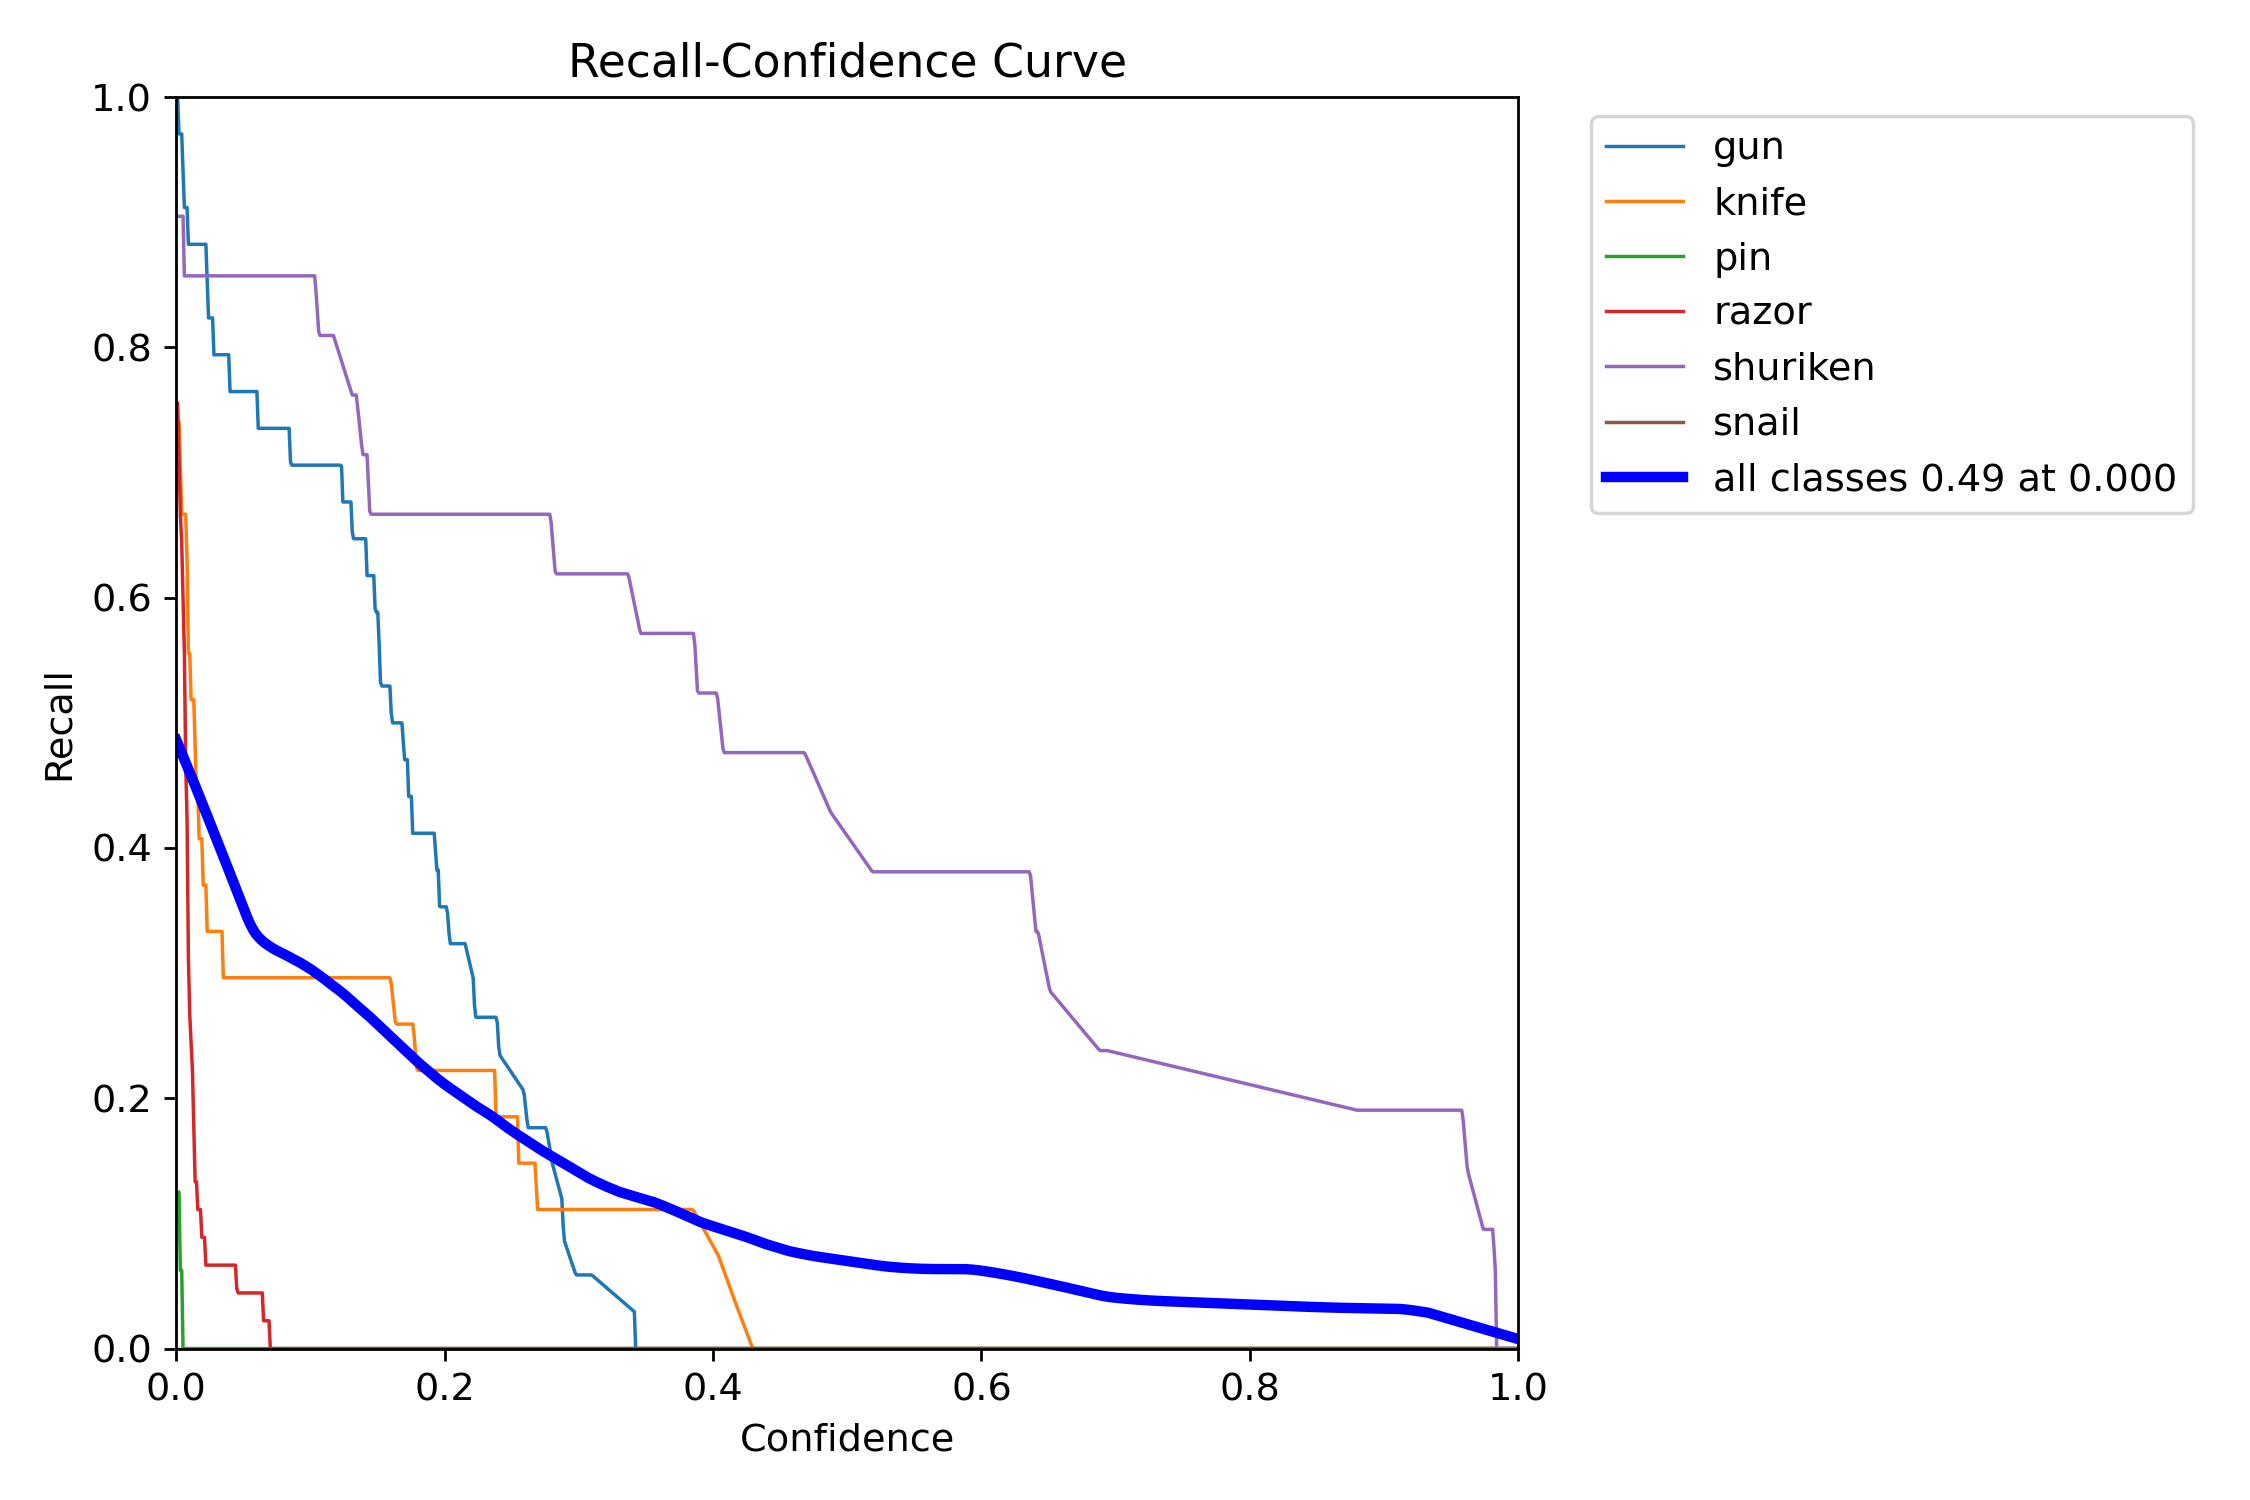 Recall-Confidence Curve
1.0
0.8
0.6
0.4
0.2
0.0
Recall
0.0 0.2 0.4 0.6 0.8 1.0
Confidence
gun
knife
pin
razor
shuriken
snail
all classes 0.49 at 0.000